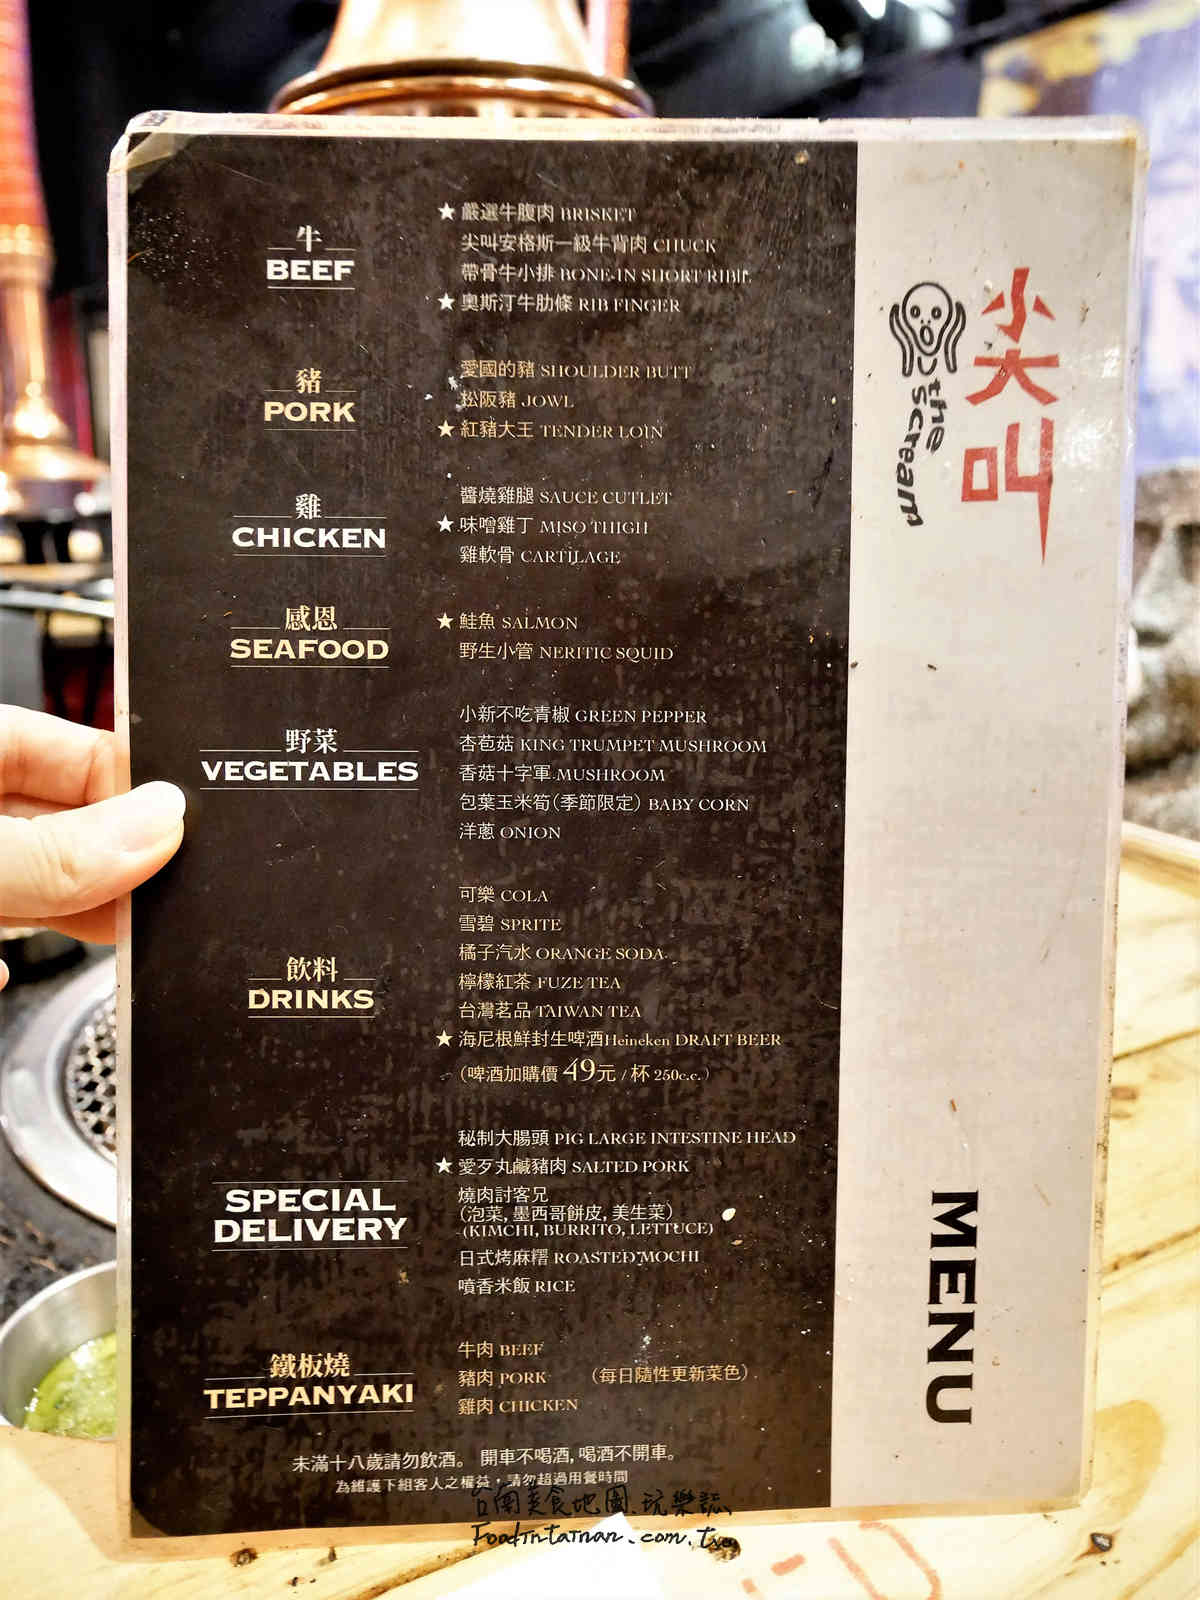 牛
BEEF
★ 嚴選牛腹肉 BRISKET
尖叫安格斯一級牛背肉 CHUCK
帶骨牛小排 BONE-IN SHORT RIB
★ 奧斯汀牛肋條 RIB FINGER
豬
PORK
愛國的豬 SHOULDER BUTT
松阪豬 JOWL
★ 紅豬大王 TENDER LOIN
雞
CHICKEN
醬燒雞腿 SAUCE CUTLET
★ 味噌雞丁 MISO THIGH
雞軟骨 CARTILAGE
感恩
SEAFOOD
★ 鮭魚 SALMON
野生小管 NERITIC SQUID
野菜
VEGETABLES
小新不吃青椒 GREEN PEPPER
杏苞菇 KING TRUMPET MUSHROOM
香菇十字軍 MUSHROOM
包葉玉米筍（季節限定） BABY CORN
洋蔥 ONION
飲料
DRINKS
可樂 COLA
雪碧 SPRITE
橘子汽水 ORANGE SODA
檸檬紅茶 FUZE TEA
台灣茗品 TAIWAN TEA
★ 海尼根鮮封生啤酒Heineken DRAFT BEER
（啤酒加購價 49元 / 杯 250c.c.）
SPECIAL
DELIVERY
秘制大腸頭 PIG LARGE INTESTINE HEAD
★ 愛歹丸鹹豬肉 SALTED PORK
燒肉討客兄
（泡菜, 墨西哥餅皮, 美生菜）
(KIMCHI, BURRITO, LETTUCE)
日式烤麻糬 ROASTED MOCHI
噴香米飯 RICE
鐵板燒
TEPPANYAKI
牛肉 BEEF
豬肉 PORK （每日隨性更新菜色）
雞肉 CHICKEN
未滿十八歲請勿飲酒。 開車不喝酒, 喝酒不開車。
為維護下組客人之權益，請勿超過用餐時間
尖叫
the scream
MENU
台南美食地圖.玩樂誌
Foodintainan.com.tw